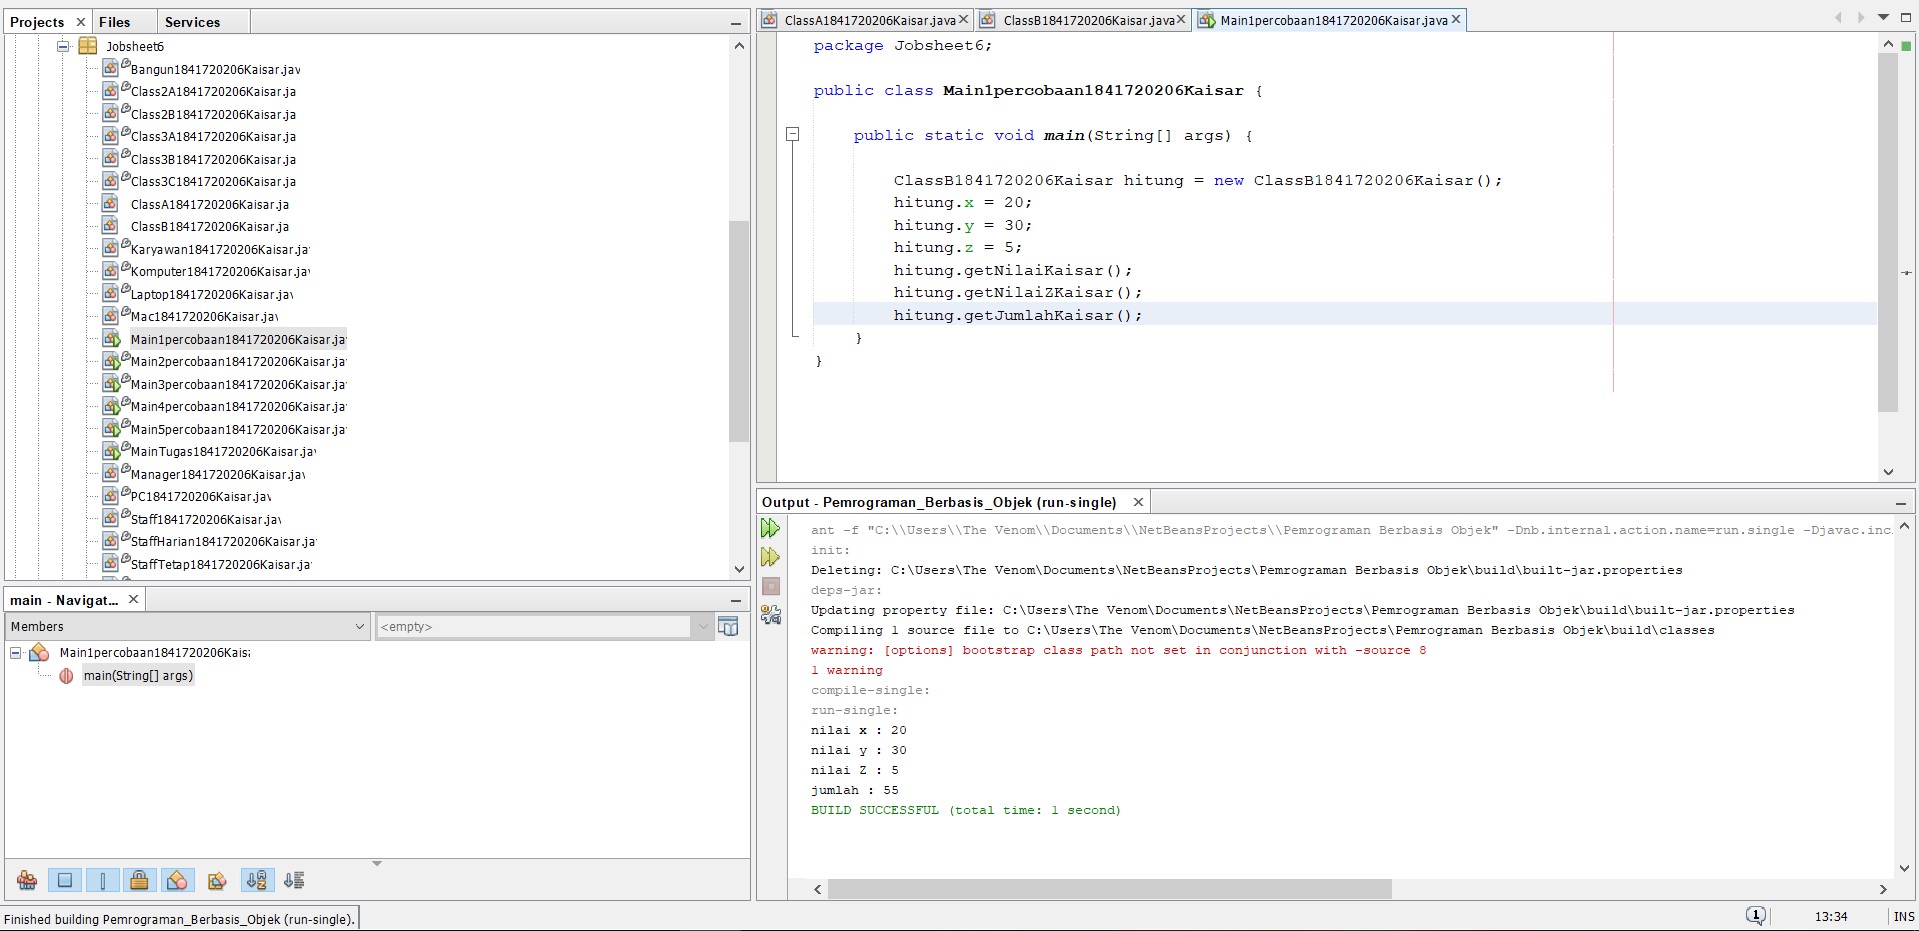 Projects
Files
Services
Jobsheet6
Bangun1841720206Kaisar.jav
Class2A1841720206Kaisar.ja
Class2B1841720206Kaisar.ja
Class3A1841720206Kaisar.ja
Class3B1841720206Kaisar.ja
Class3C1841720206Kaisar.ja
ClassA1841720206Kaisar.ja
ClassB1841720206Kaisar.ja
Karyawan1841720206Kaisar.ja
Komputer1841720206Kaisar.jav
Laptop1841720206Kaisar.jav
Mac1841720206Kaisar.jav
Main1percobaan1841720206Kaisar.ja
Main2percobaan1841720206Kaisar.ja
Main3percobaan1841720206Kaisar.ja
Main4percobaan1841720206Kaisar.ja
Main5percobaan1841720206Kaisar.ja
MainTugas1841720206Kaisar.jav
Manager1841720206Kaisar.jav
PC1841720206Kaisar.jav
Staff1841720206Kaisar.jav
StaffHarian1841720206Kaisar.ja
StaffTetap1841720206Kaisar.ja
main - Navigat...
Members
<empty>
Main1percobaan1841720206Kais
main(String[] args)
ClassA1841720206Kaisar.java
ClassB1841720206Kaisar.java
Main1percobaan1841720206Kaisar.java
package Jobsheet6;
public class Main1percobaan1841720206Kaisar {
public static void main(String[] args) {
ClassB1841720206Kaisar hitung = new ClassB1841720206Kaisar();
hitung.x = 20;
hitung.y = 30;
hitung.z = 5;
hitung.getNilaiKaisar();
hitung.getNilaiZKaisar();
hitung.getJumlahKaisar();
}
}
Output - Pemrograman_Berbasis_Objek (run-single)
ant -f "C:\\Users\\The Venom\\Documents\\NetBeansProjects\\Pemrograman Berbasis Objek" -Dnb.internal.action.name=run.single -Djavac.inc
init:
Deleting: C:\Users\The Venom\Documents\NetBeansProjects\Pemrograman Berbasis Objek\build\built-jar.properties
deps-jar:
Updating property file: C:\Users\The Venom\Documents\NetBeansProjects\Pemrograman Berbasis Objek\build\built-jar.properties
Compiling 1 source file to C:\Users\The Venom\Documents\NetBeansProjects\Pemrograman Berbasis Objek\build\classes
warning: [options] bootstrap class path not set in conjunction with -source 8
1 warning
compile-single:
run-single:
nilai x : 20
nilai y : 30
nilai Z : 5
jumlah : 55
BUILD SUCCESSFUL (total time: 1 second)
Finished building Pemrograman_Berbasis_Objek (run-single).
1
13:34
INS